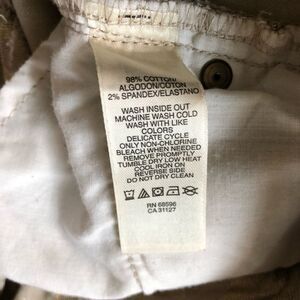 98% COTTON/
ALGODON/COTON
2% SPANDEX/ELASTANO
WASH INSIDE OUT
MACHINE WASH COLD
WASH WITH LIKE
COLORS
DELICATE CYCLE
ONLY NON-CHLORINE
BLEACH WHEN NEEDED
REMOVE PROMPTLY
TUMBLE DRY LOW HEAT
COOL IRON ON
REVERSE SIDE
DO NOT DRY CLEAN
RN 68596
CA 31127